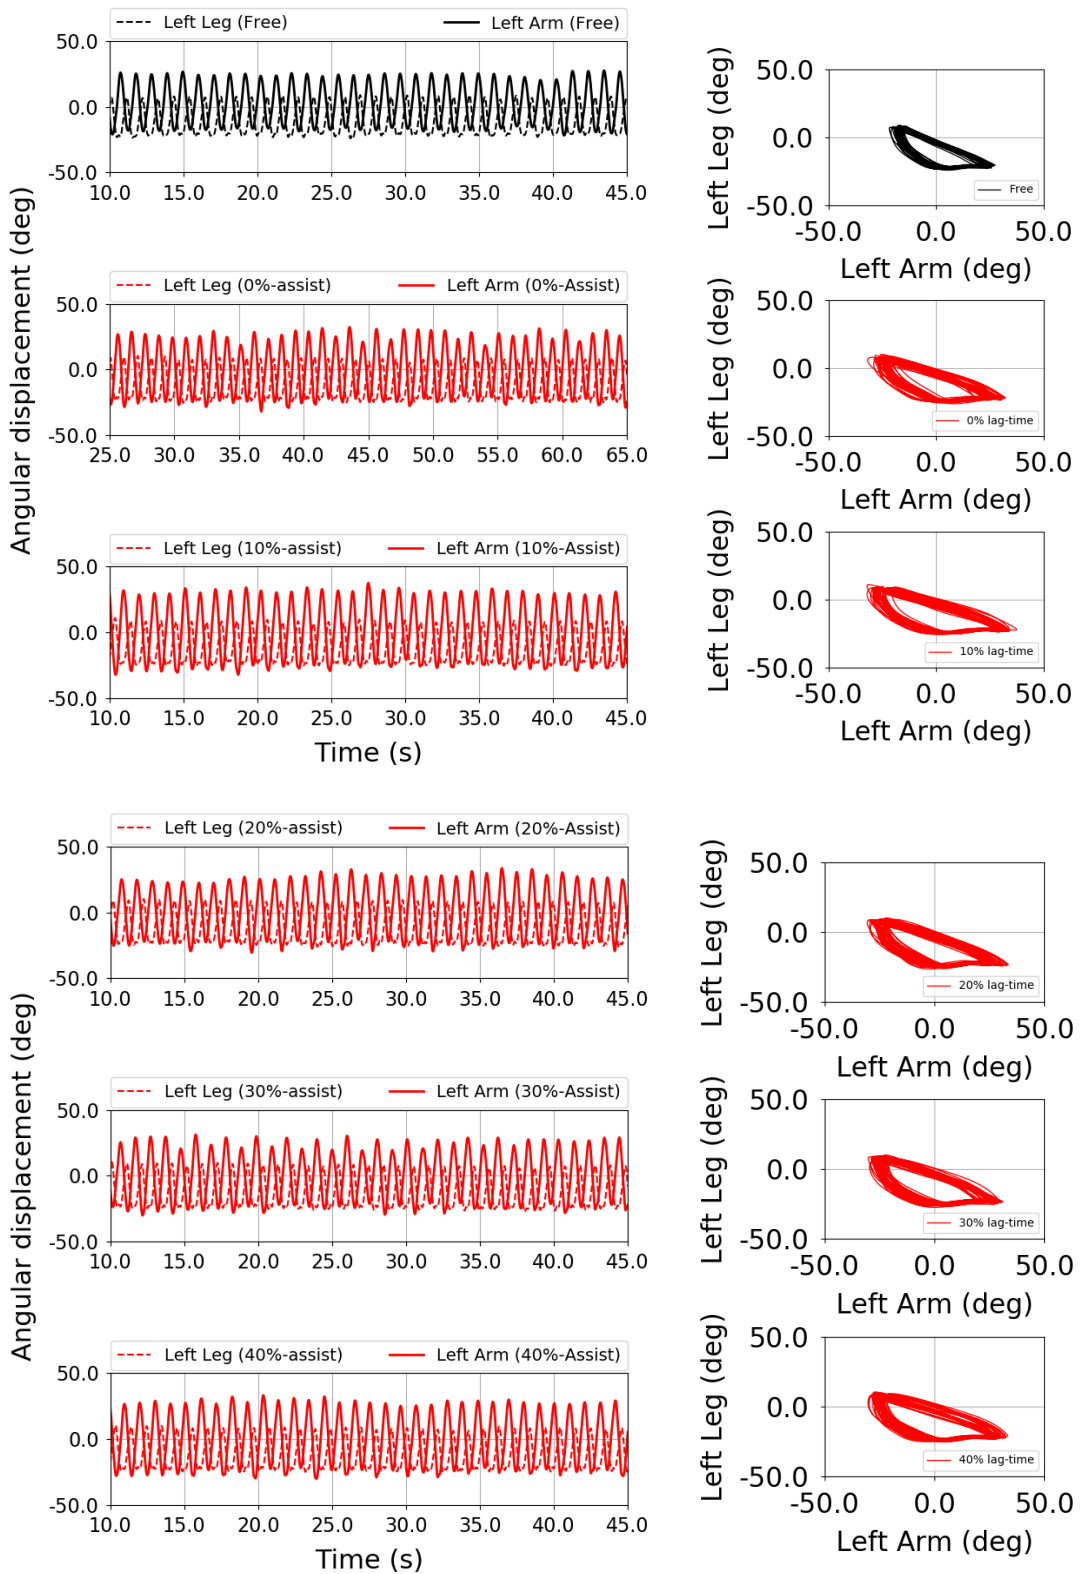 Left Leg (Free) Left Arm (Free)
50.0
0.0
-50.0
10.0 15.0 20.0 25.0 30.0 35.0 40.0 45.0
Left Leg (deg)
50.0
0.0
-50.0
Free
-50.0 0.0 50.0
Left Arm (deg)
Angular displacement (deg)
Left Leg (0%-assist) Left Arm (0%-Assist)
50.0
0.0
-50.0
25.0 30.0 35.0 40.0 45.0 50.0 55.0 60.0 65.0
Left Leg (deg)
50.0
0.0
-50.0
0% lag-time
-50.0 0.0 50.0
Left Arm (deg)
Left Leg (10%-assist) Left Arm (10%-Assist)
50.0
0.0
-50.0
10.0 15.0 20.0 25.0 30.0 35.0 40.0 45.0
Time (s)
Left Leg (deg)
50.0
0.0
-50.0
10% lag-time
-50.0 0.0 50.0
Left Arm (deg)
Left Leg (20%-assist) Left Arm (20%-Assist)
50.0
0.0
-50.0
10.0 15.0 20.0 25.0 30.0 35.0 40.0 45.0
Left Leg (deg)
50.0
0.0
-50.0
20% lag-time
-50.0 0.0 50.0
Left Arm (deg)
Angular displacement (deg)
Left Leg (30%-assist) Left Arm (30%-Assist)
50.0
0.0
-50.0
10.0 15.0 20.0 25.0 30.0 35.0 40.0 45.0
Left Leg (deg)
50.0
0.0
-50.0
30% lag-time
-50.0 0.0 50.0
Left Arm (deg)
Left Leg (40%-assist) Left Arm (40%-Assist)
50.0
0.0
-50.0
10.0 15.0 20.0 25.0 30.0 35.0 40.0 45.0
Time (s)
Left Leg (deg)
50.0
0.0
-50.0
40% lag-time
-50.0 0.0 50.0
Left Arm (deg)